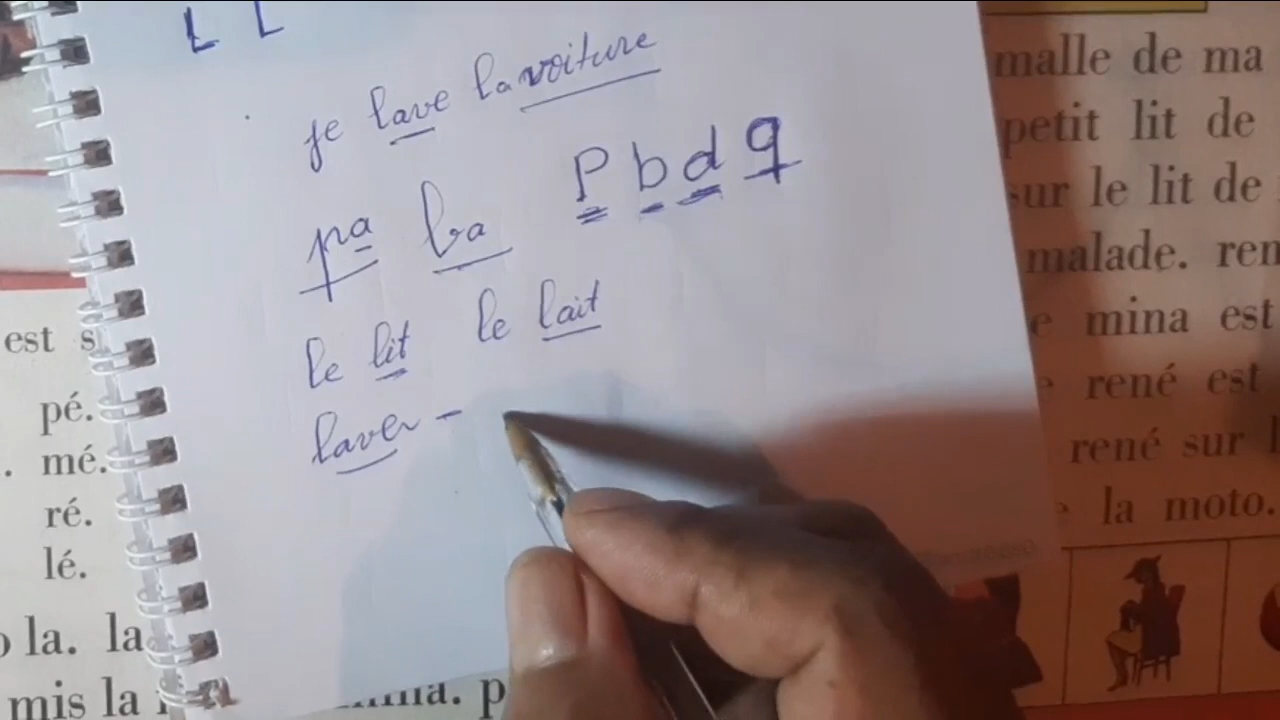 L L
je lave la voiture
pa ba P b d q
le lit le lait
laver -
est s
pé.
. mé.
ré.
lé.
la. la
mis la
mina. p
malle de ma
petit lit de
sur le lit de
malade. ren
mina est
rené est
rené sur
la moto.